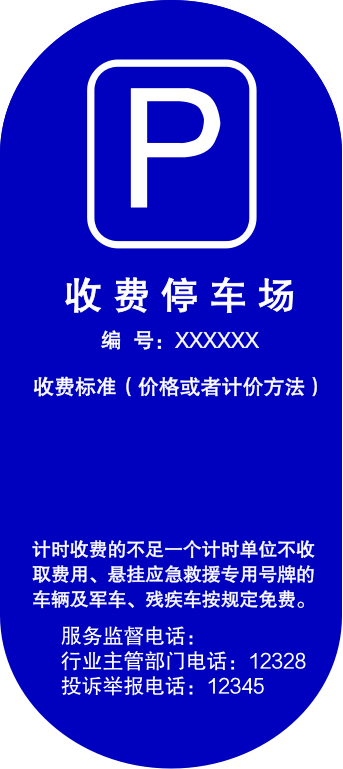 P
收费停车场
编 号：XXXXXX
收费标准（价格或者计价方法）
计时收费的不足一个计时单位不收
取费用、悬挂应急救援专用号牌的
车辆及军车、残疾车按规定免费。
服务监督电话：
行业主管部门电话：12328
投诉举报电话：12345